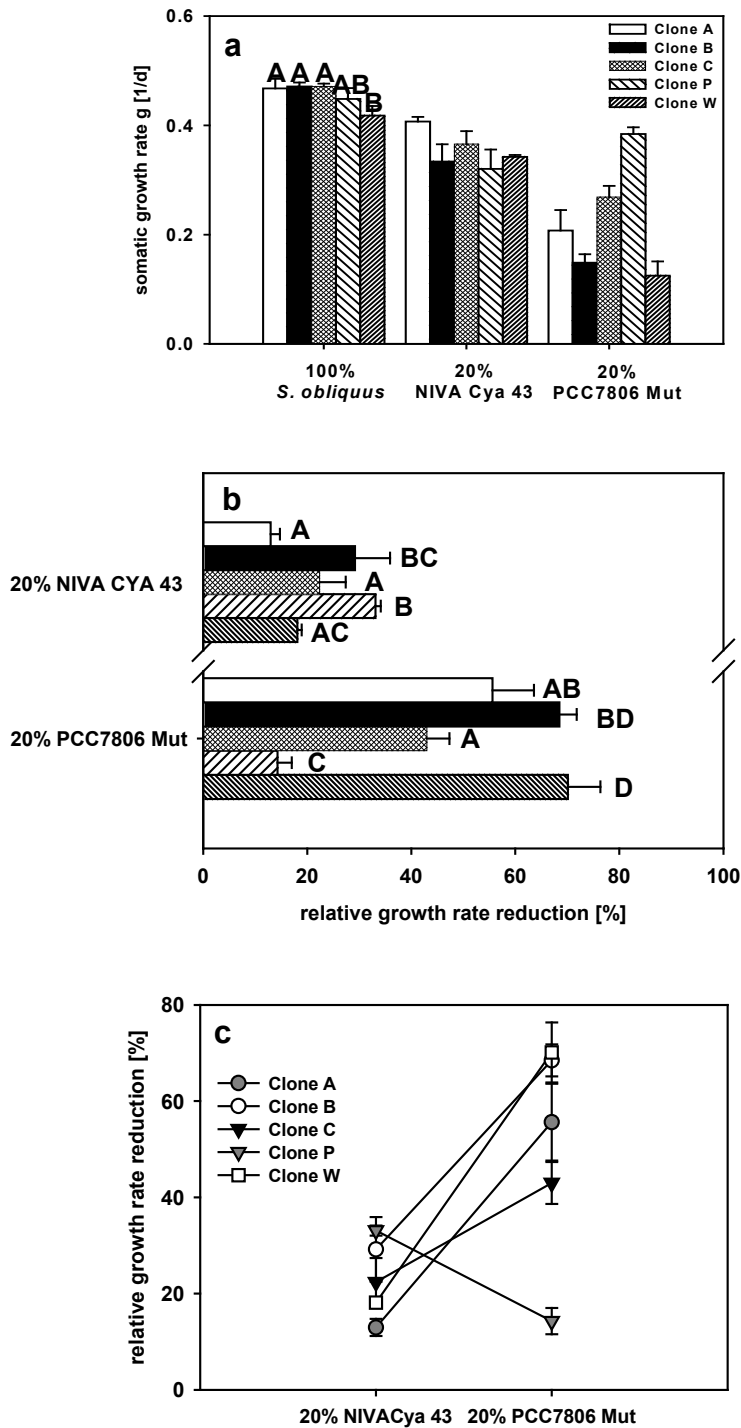 a
somatic growth rate g [1/d]
0.6
0.4
0.2
0.0
A A A AB B
Clone A
Clone B
Clone C
Clone P
Clone W
100% 20% 20%
S. obliquus NIVA Cya 43 PCC7806 Mut
b
20% NIVA CYA 43
A
BC
A
B
AC
20% PCC7806 Mut
AB
BD
A
C
D
0 20 40 60 80 100
relative growth rate reduction [%]
c
relative growth rate reduction [%]
80
60
40
20
0
Clone A
Clone B
Clone C
Clone P
Clone W
20% NIVACya 43 20% PCC7806 Mut